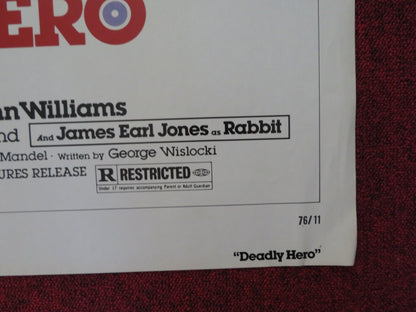 ERO
nn Williams
nd And James Earl Jones as Rabbit
Mandel • Written by George Wislocki
URES RELEASE R RESTRICTED
Under 17 requires accompanying Parent or Adult Guardian
76/11
"Deadly Hero"